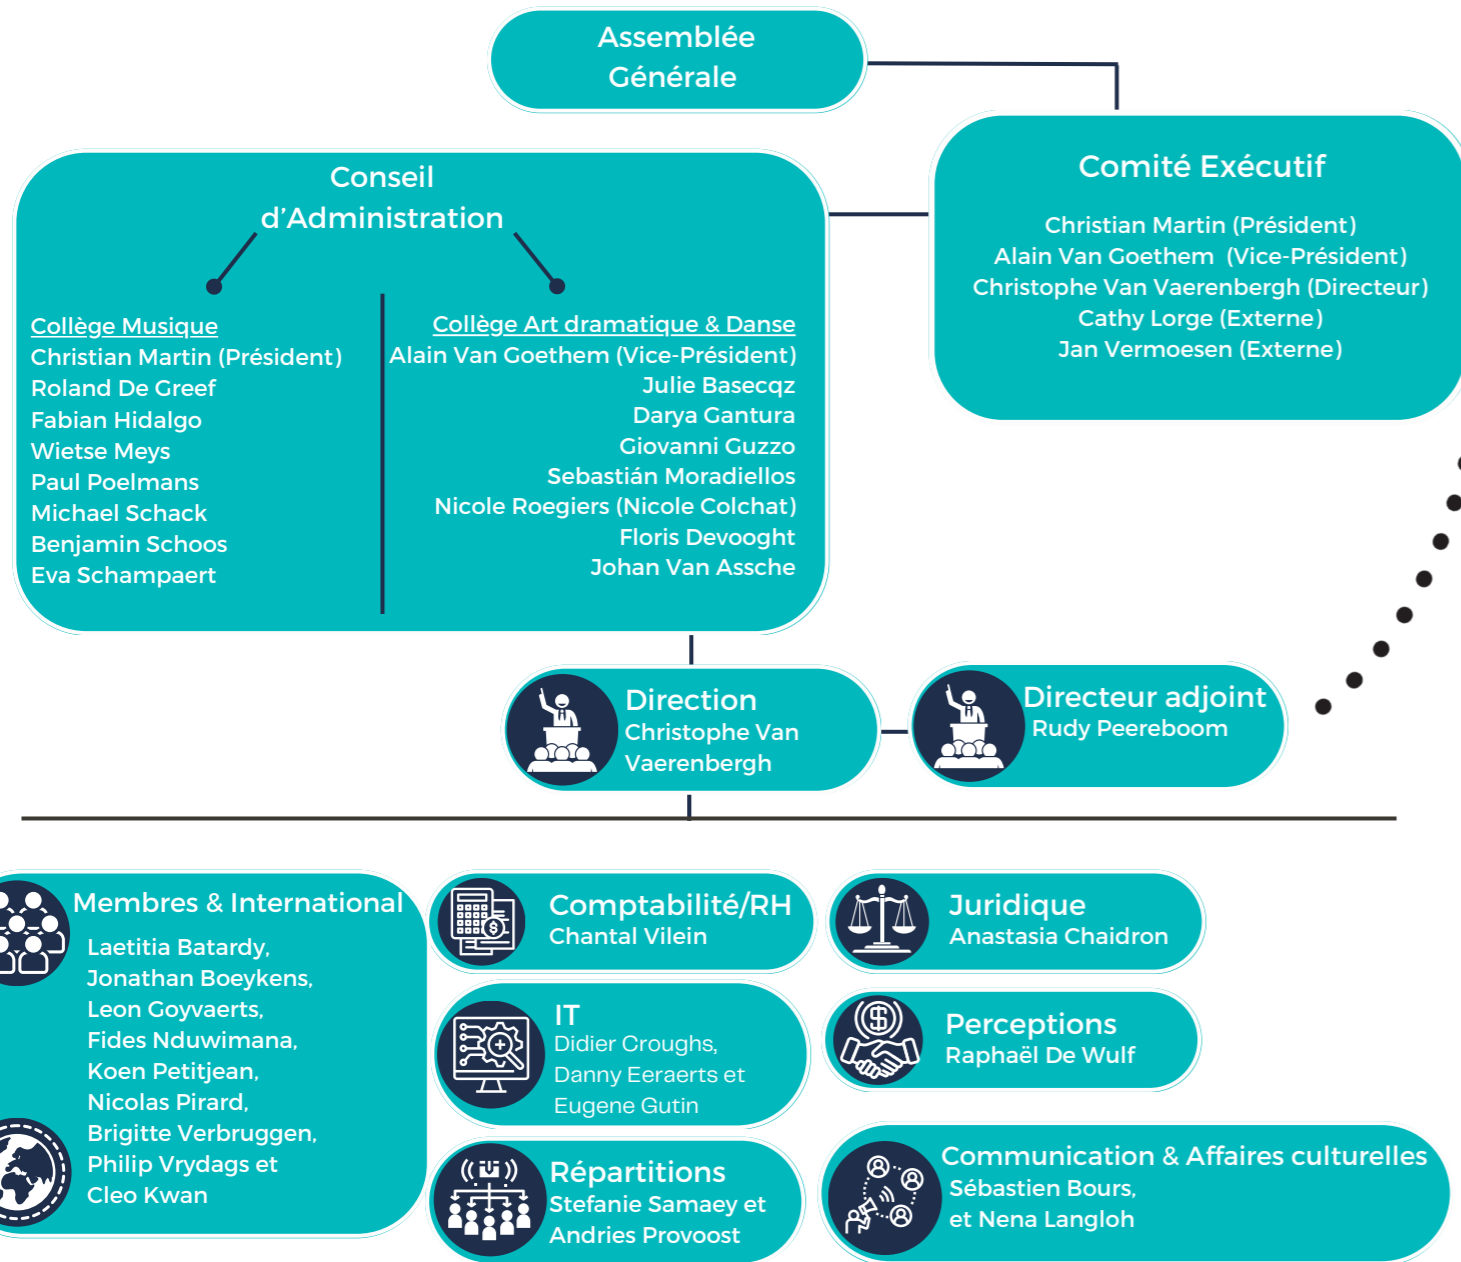 Assemblée
Générale
Comité Exécutif
Christian Martin (Président)
Alain Van Goethem (Vice-Président)
Christophe Van Vaerenbergh (Directeur)
Cathy Lorge (Externe)
Jan Vermoesen (Externe)
Conseil
d'Administration
Collège Musique
Christian Martin (Président)
Roland De Greef
Fabian Hidalgo
Wietse Meys
Paul Poelmans
Michael Schack
Benjamin Schoos
Eva Schampaert
Collège Art dramatique & Danse
Alain Van Goethem (Vice-Président)
Julie Basecqz
Darya Gantura
Giovanni Guzzo
Sebastián Moradiellos
Nicole Roegiers (Nicole Colchat)
Floris Devooght
Johan Van Assche
Direction
Christophe Van
Vaerenbergh
Directeur adjoint
Rudy Peereboom
Membres & International
Laetitia Batardy,
Jonathan Boeykens,
Leon Goyvaerts,
Fides Nduwimana,
Koen Petitjean,
Nicolas Pirard,
Brigitte Verbruggen,
Philip Vrydags et
Cleo Kwan
Comptabilité/RH
Chantal Vilein
IT
Didier Croughs,
Danny Eeraerts et
Eugene Gutin
Répartitions
Stefanie Samaey et
Andries Provoost
Juridique
Anastasia Chaidron
Perceptions
Raphaël De Wulf
Communication & Affaires culturelles
Sébastien Bours,
et Nena Langloh